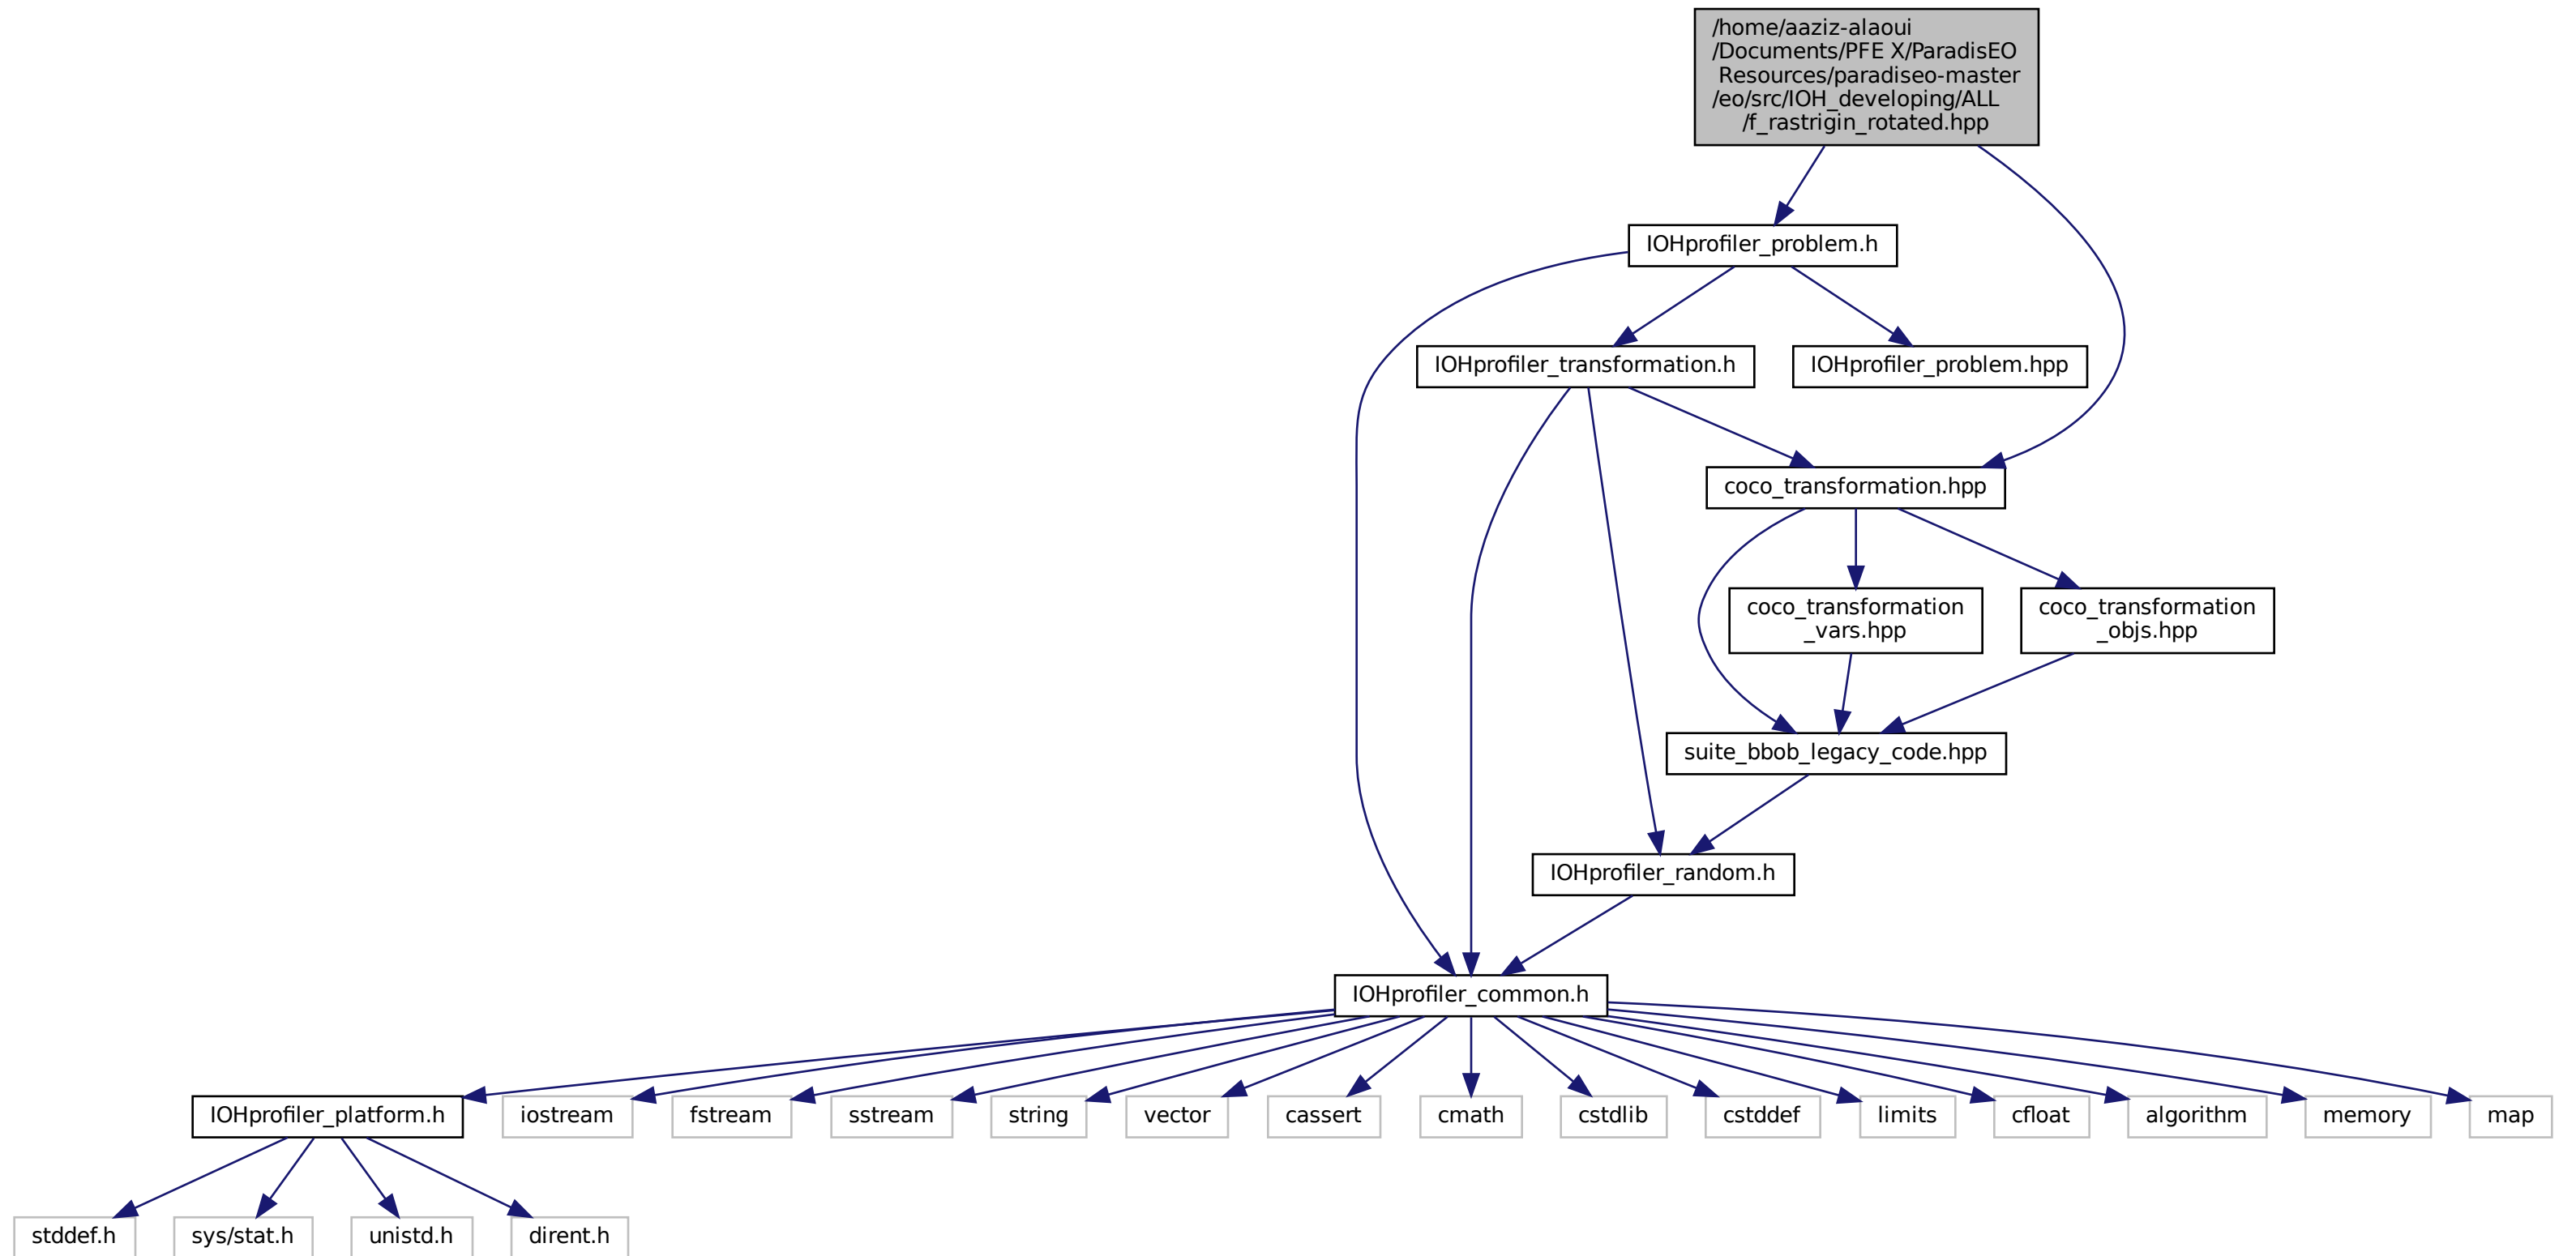 /home/aaziz-alaoui
/Documents/PFE X/ParadisEO
Resources/paradiseo-master
/eo/src/IOH_developing/ALL
/f_rastrigin_rotated.hpp
IOHprofiler_problem.h
IOHprofiler_transformation.h
IOHprofiler_problem.hpp
coco_transformation.hpp
coco_transformation
_vars.hpp
coco_transformation
_objs.hpp
suite_bbob_legacy_code.hpp
IOHprofiler_random.h
IOHprofiler_common.h
IOHprofiler_platform.h
iostream
fstream
sstream
string
vector
cassert
cmath
cstdlib
cstddef
limits
cfloat
algorithm
memory
map
stddef.h
sys/stat.h
unistd.h
dirent.h